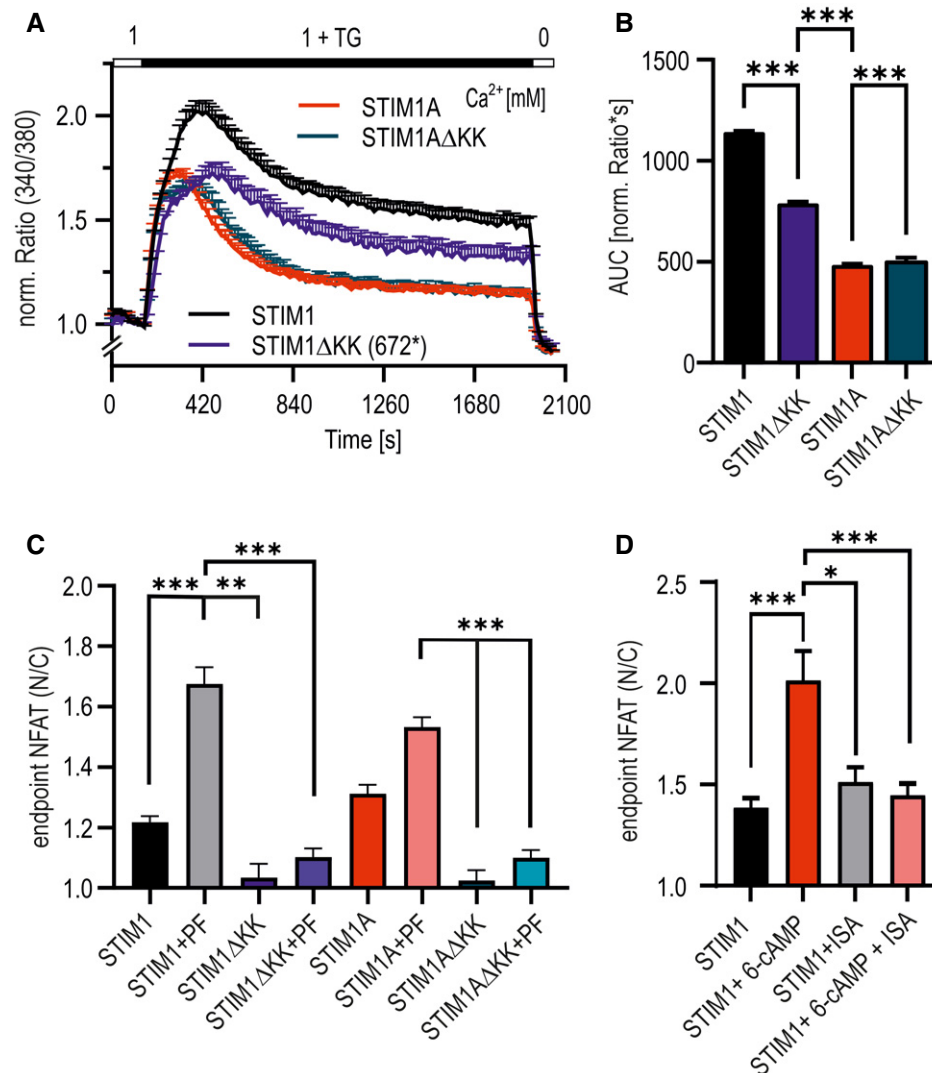 A
1
1 + TG
0
Ca²⁺ [mM]
STIM1A
STIM1AΔKK
STIM1
STIM1ΔKK (672*)
norm. Ratio (340/380)
2.0
1.5
1.0
0
420
840
1260
1680
2100
Time [s]
B
***
***
***
AUC [norm. Ratio*s]
1500
1000
500
0
STIM1
STIM1ΔKK
STIM1A
STIM1AΔKK
C
***
***
**
***
endpoint NFAT (N/C)
2.0
1.8
1.6
1.4
1.2
1.0
STIM1
STIM1+PF
STIM1ΔKK
STIM1ΔKK+PF
STIM1A
STIM1A+PF
STIM1AΔKK
STIM1AΔKK+PF
D
***
***
*
endpoint NFAT (N/C)
2.5
2.0
1.5
1.0
STIM1
STIM1+ 6-cAMP
STIM1+ISA
STIM1+ 6-cAMP + ISA